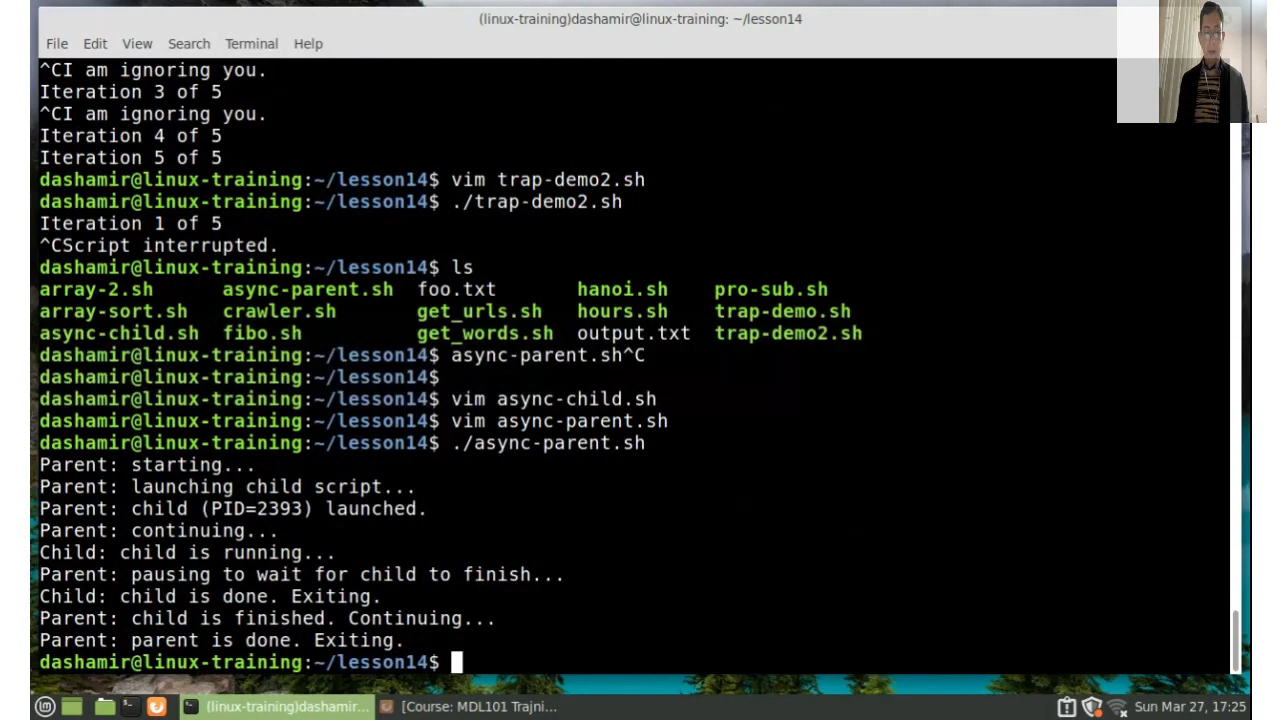 (linux-training)dashamir@linux-training: ~/lesson14
File Edit View Search Terminal Help
^CI am ignoring you.
Iteration 3 of 5
^CI am ignoring you.
Iteration 4 of 5
Iteration 5 of 5
dashamir@linux-training:~/lesson14$ vim trap-demo2.sh
dashamir@linux-training:~/lesson14$ ./trap-demo2.sh
Iteration 1 of 5
^CScript interrupted.
dashamir@linux-training:~/lesson14$ ls
array-2.sh async-parent.sh foo.txt hanoi.sh pro-sub.sh
array-sort.sh crawler.sh get_urls.sh hours.sh trap-demo.sh
async-child.sh fibo.sh get_words.sh output.txt trap-demo2.sh
dashamir@linux-training:~/lesson14$ async-parent.sh^C
dashamir@linux-training:~/lesson14$
dashamir@linux-training:~/lesson14$ vim async-child.sh
dashamir@linux-training:~/lesson14$ vim async-parent.sh
dashamir@linux-training:~/lesson14$ ./async-parent.sh
Parent: starting...
Parent: launching child script...
Parent: child (PID=2393) launched.
Parent: continuing...
Child: child is running...
Parent: pausing to wait for child to finish...
Child: child is done. Exiting.
Parent: child is finished. Continuing...
Parent: parent is done. Exiting.
dashamir@linux-training:~/lesson14$
(linux-training)dashamir... [Course: MDL101 Trajni... Sun Mar 27, 17:25